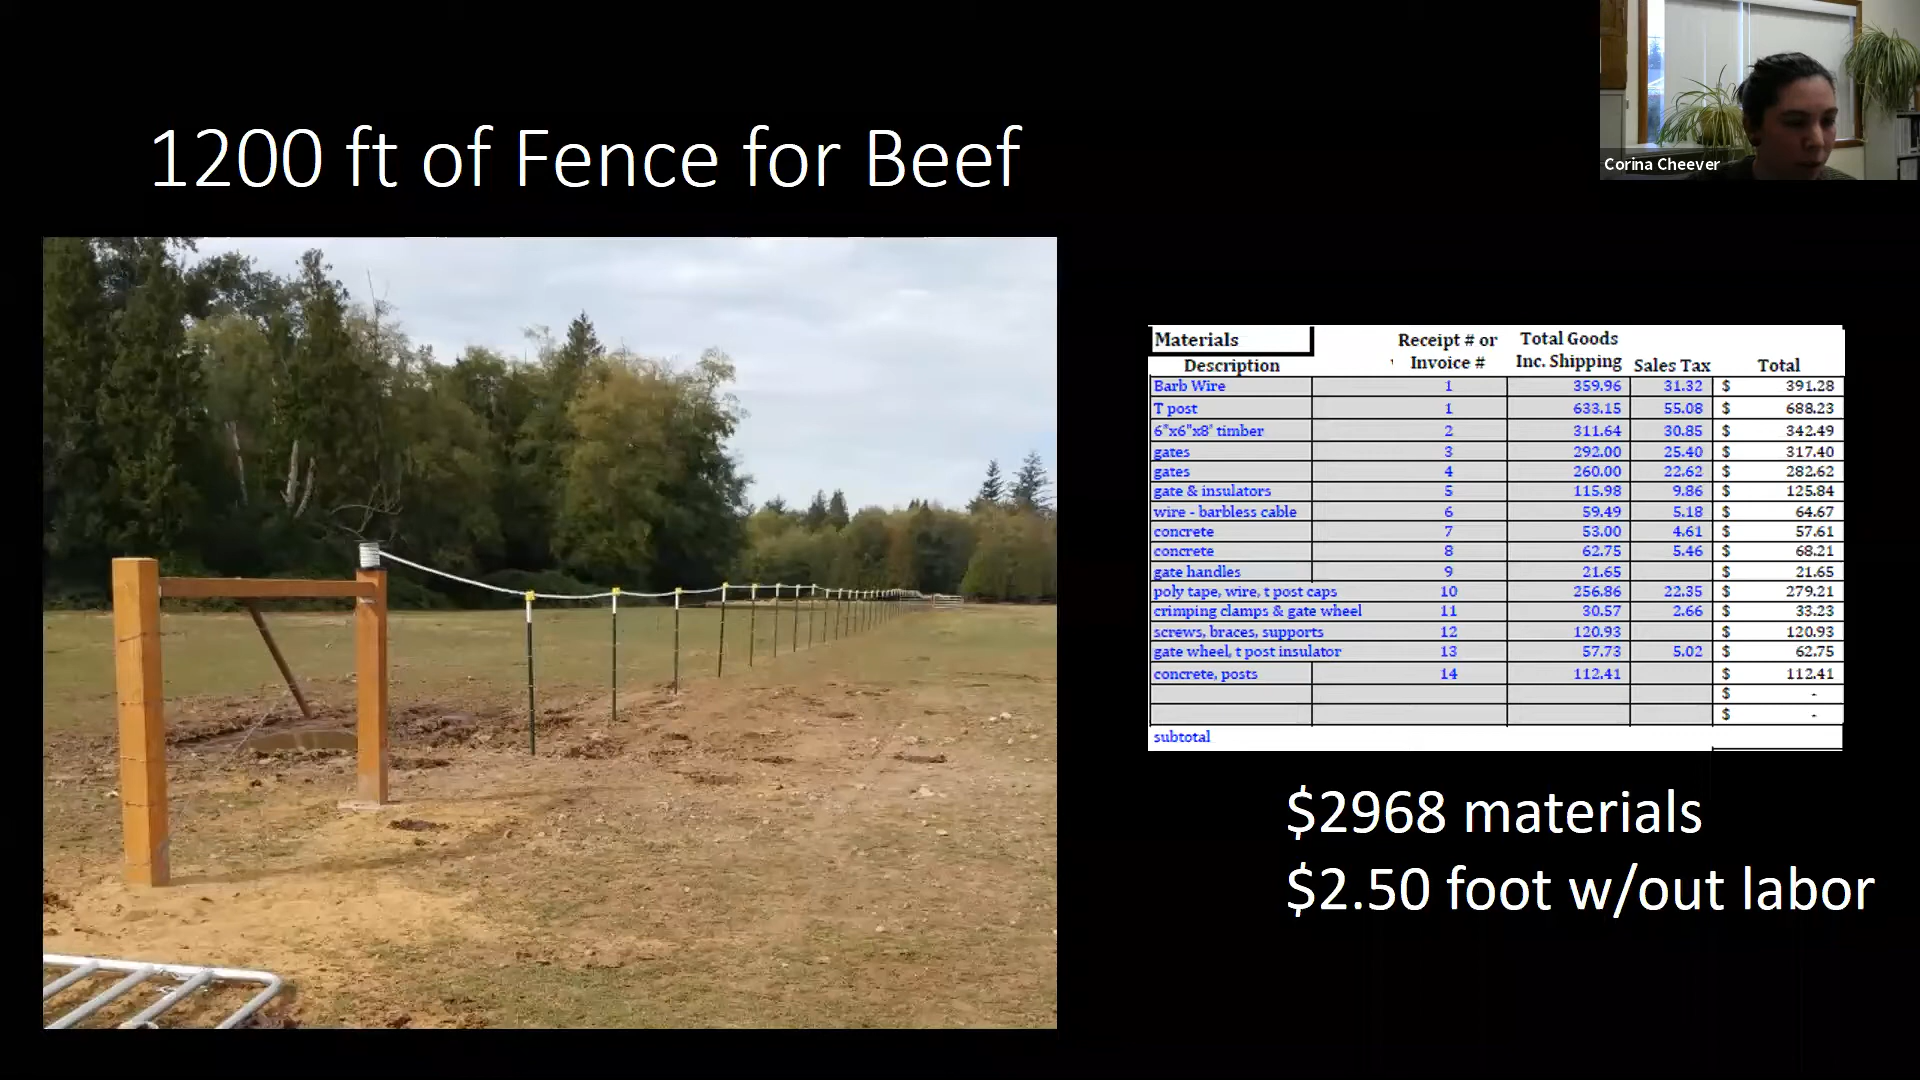 1200 ft of Fence for Beef
Corina Cheever
Materials
Description Receipt # or Invoice # Total Goods Inc. Shipping Sales Tax Total
Barb Wire 1 359.96 31.32 $ 391.28
T post 1 633.15 55.08 $ 688.23
6"x6"x8' timber 2 311.64 30.85 $ 342.49
gates 3 292.00 25.40 $ 317.40
gates 4 260.00 22.62 $ 282.62
gate & insulators 5 115.98 9.86 $ 125.84
wire - barbless cable 6 59.49 5.18 $ 64.67
concrete 7 53.00 4.61 $ 57.61
concrete 8 62.75 5.46 $ 68.21
gate handles 9 21.65 $ 21.65
poly tape, wire, t post caps 10 256.86 22.35 $ 279.21
crimping clamps & gate wheel 11 30.57 2.66 $ 33.23
screws, braces, supports 12 120.93 $ 120.93
gate wheel, t post insulator 13 57.73 5.02 $ 62.75
concrete, posts 14 112.41 $ 112.41
$ -
$ -
subtotal
$2968 materials
$2.50 foot w/out labor